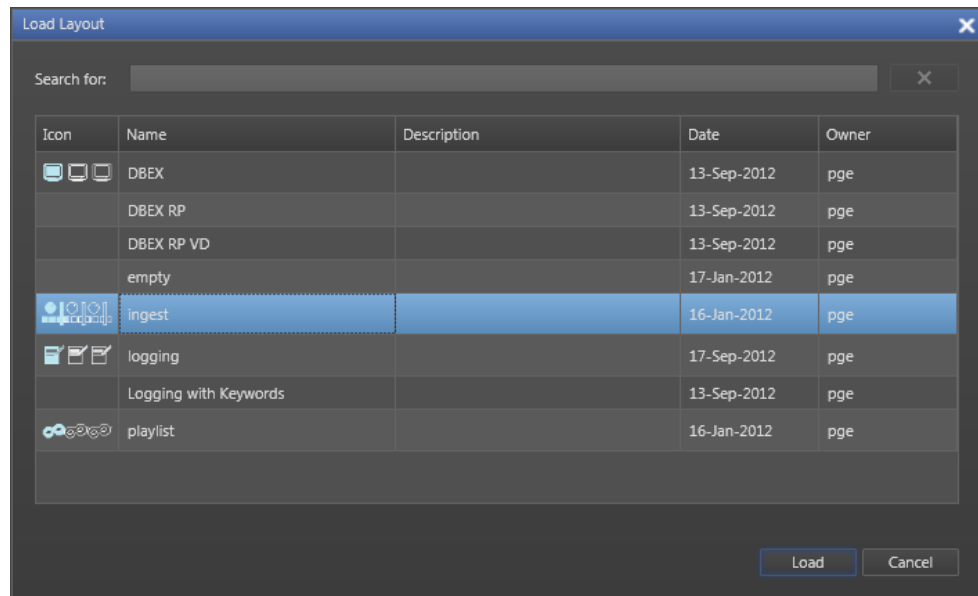 Load Layout
Search for:
Icon Name Description Date Owner
DBEX 13-Sep-2012 pge
DBEX RP 13-Sep-2012 pge
DBEX RP VD 13-Sep-2012 pge
empty 17-Jan-2012 pge
ingest 16-Jan-2012 pge
logging 17-Sep-2012 pge
Logging with Keywords 13-Sep-2012 pge
playlist 16-Jan-2012 pge
Load Cancel